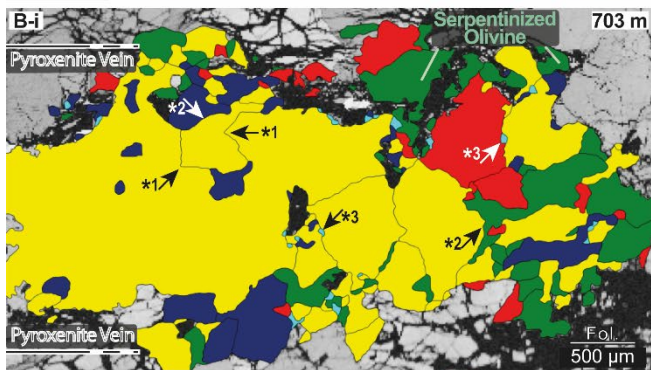 B-i
Serpentinized
Olivine
703 m
Pyroxenite Vein
*2
*1
*3
*1
*3
*2
Pyroxenite Vein
Fol.
500 µm